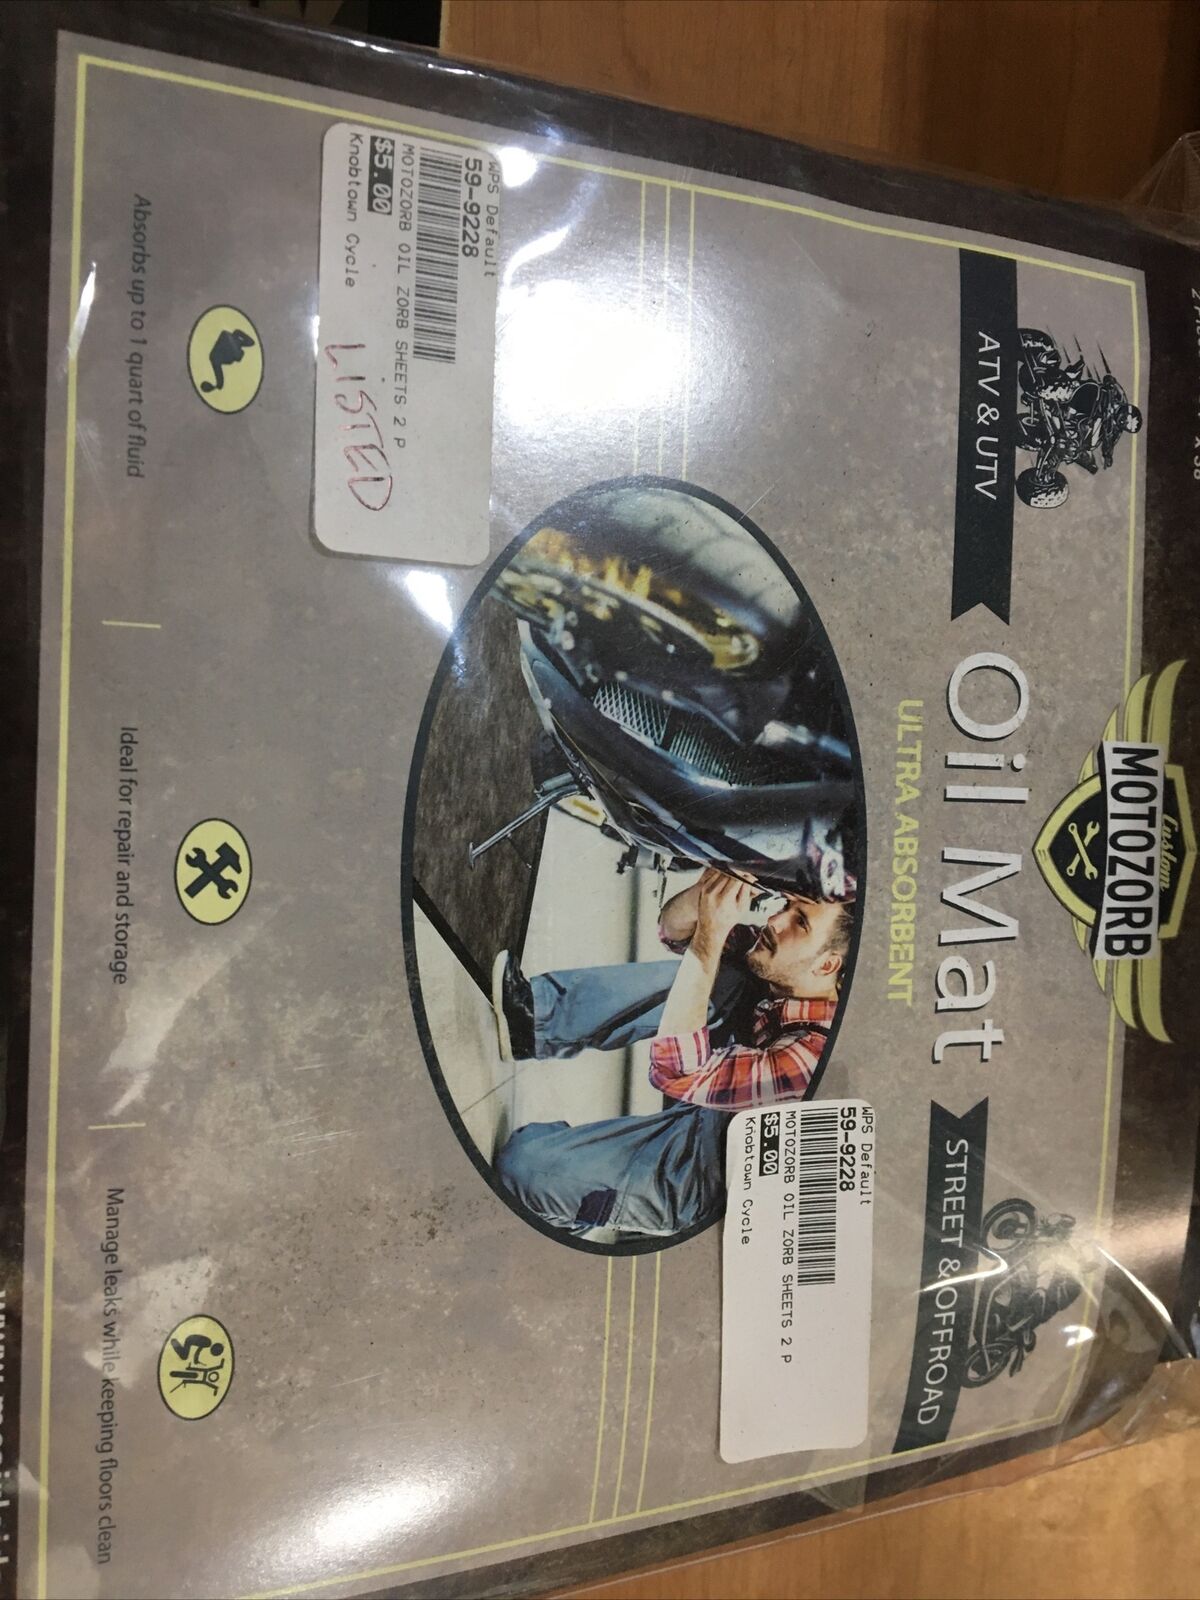 Custom
MOTOZORB
ATV & UTV
Oil Mat
STREET & OFFROAD
ULTRA ABSORBENT
WPS Default
59-9228
MOTOZORB OIL ZORB SHEETS 2 P
$5.00
Knobtown Cycle
LISTED
WPS Default
59-9228
MOTOZORB OIL ZORB SHEETS 2 P
$5.00
Knobtown Cycle
Absorbs up to 1 quart of fluid
Ideal for repair and storage
Manage leaks while keeping floors clean